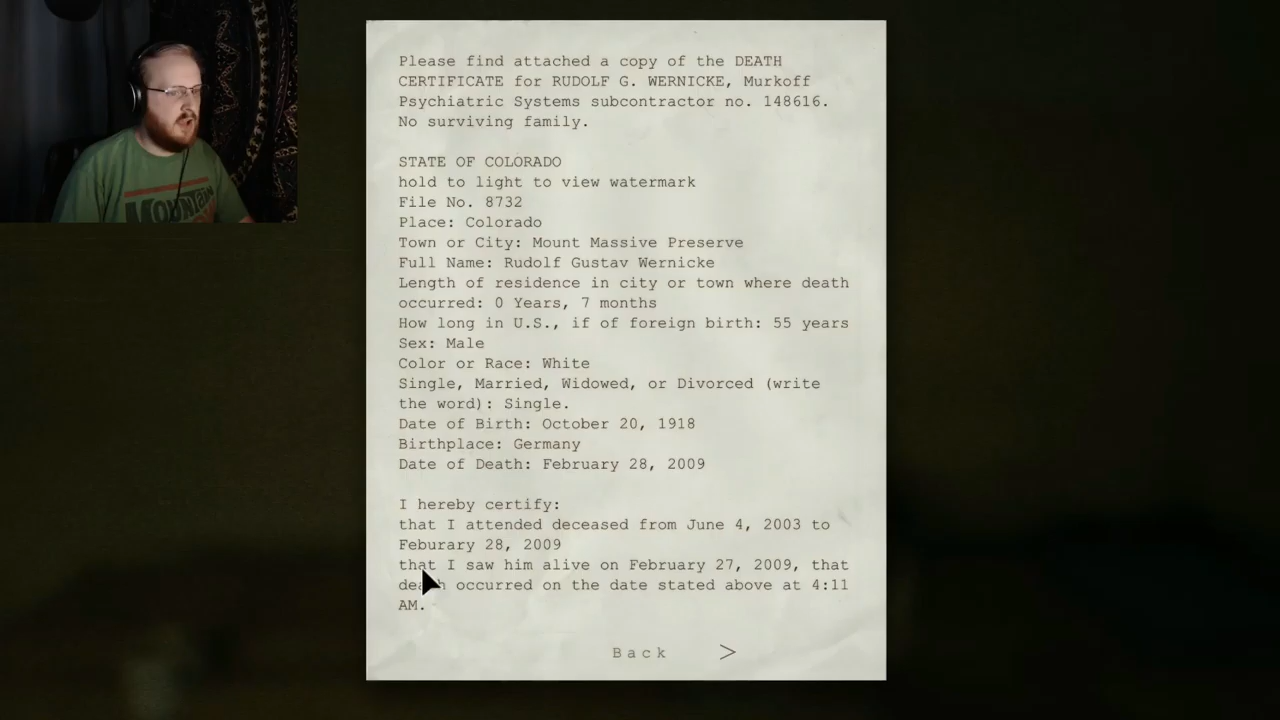 Please find attached a copy of the DEATH
CERTIFICATE for RUDOLF G. WERNICKE, Murkoff
Psychiatric Systems subcontractor no. 148616.
No surviving family.
STATE OF COLORADO
hold to light to view watermark
File No. 8732
Place: Colorado
Town or City: Mount Massive Preserve
Full Name: Rudolf Gustav Wernicke
Length of residence in city or town where death
occurred: 0 Years, 7 months
How long in U.S., if of foreign birth: 55 years
Sex: Male
Color or Race: White
Single, Married, Widowed, or Divorced (write
the word): Single.
Date of Birth: October 20, 1918
Birthplace: Germany
Date of Death: February 28, 2009
I hereby certify:
that I attended deceased from June 4, 2003 to
Feburary 28, 2009
that I saw him alive on February 27, 2009, that
death occurred on the date stated above at 4:11
AM.
Back >
MOUNTAIN